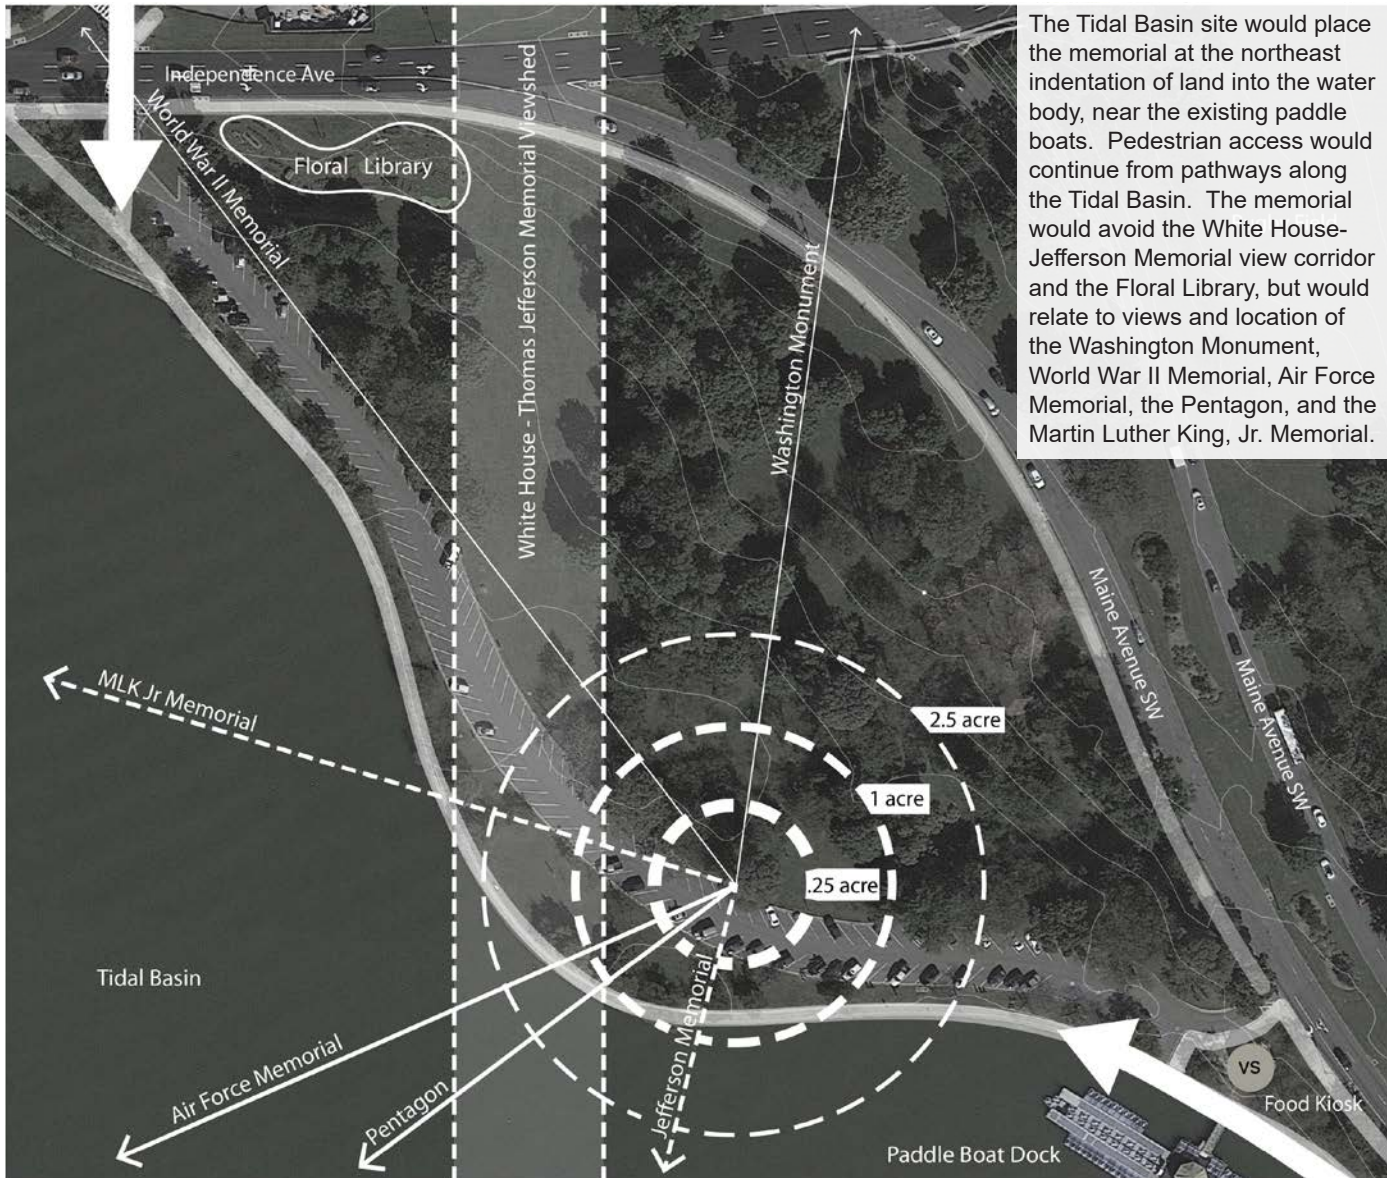 The Tidal Basin site would place
the memorial at the northeast
indentation of land into the water
body, near the existing paddle
boats. Pedestrian access would
continue from pathways along
the Tidal Basin. The memorial
would avoid the White House-
Jefferson Memorial view corridor
and the Floral Library, but would
relate to views and location of
the Washington Monument,
World War II Memorial, Air Force
Memorial, the Pentagon, and the
Martin Luther King, Jr. Memorial.
Independence Ave
World War II Memorial
Floral Library
White House - Thomas Jefferson Memorial Viewshed
Washington Monument
Maine Avenue SW
Maine Avenue SW
MLK Jr Memorial
2.5 acre
1 acre
.25 acre
Tidal Basin
Air Force Memorial
Pentagon
Jefferson Memorial
VS
Food Kiosk
Paddle Boat Dock